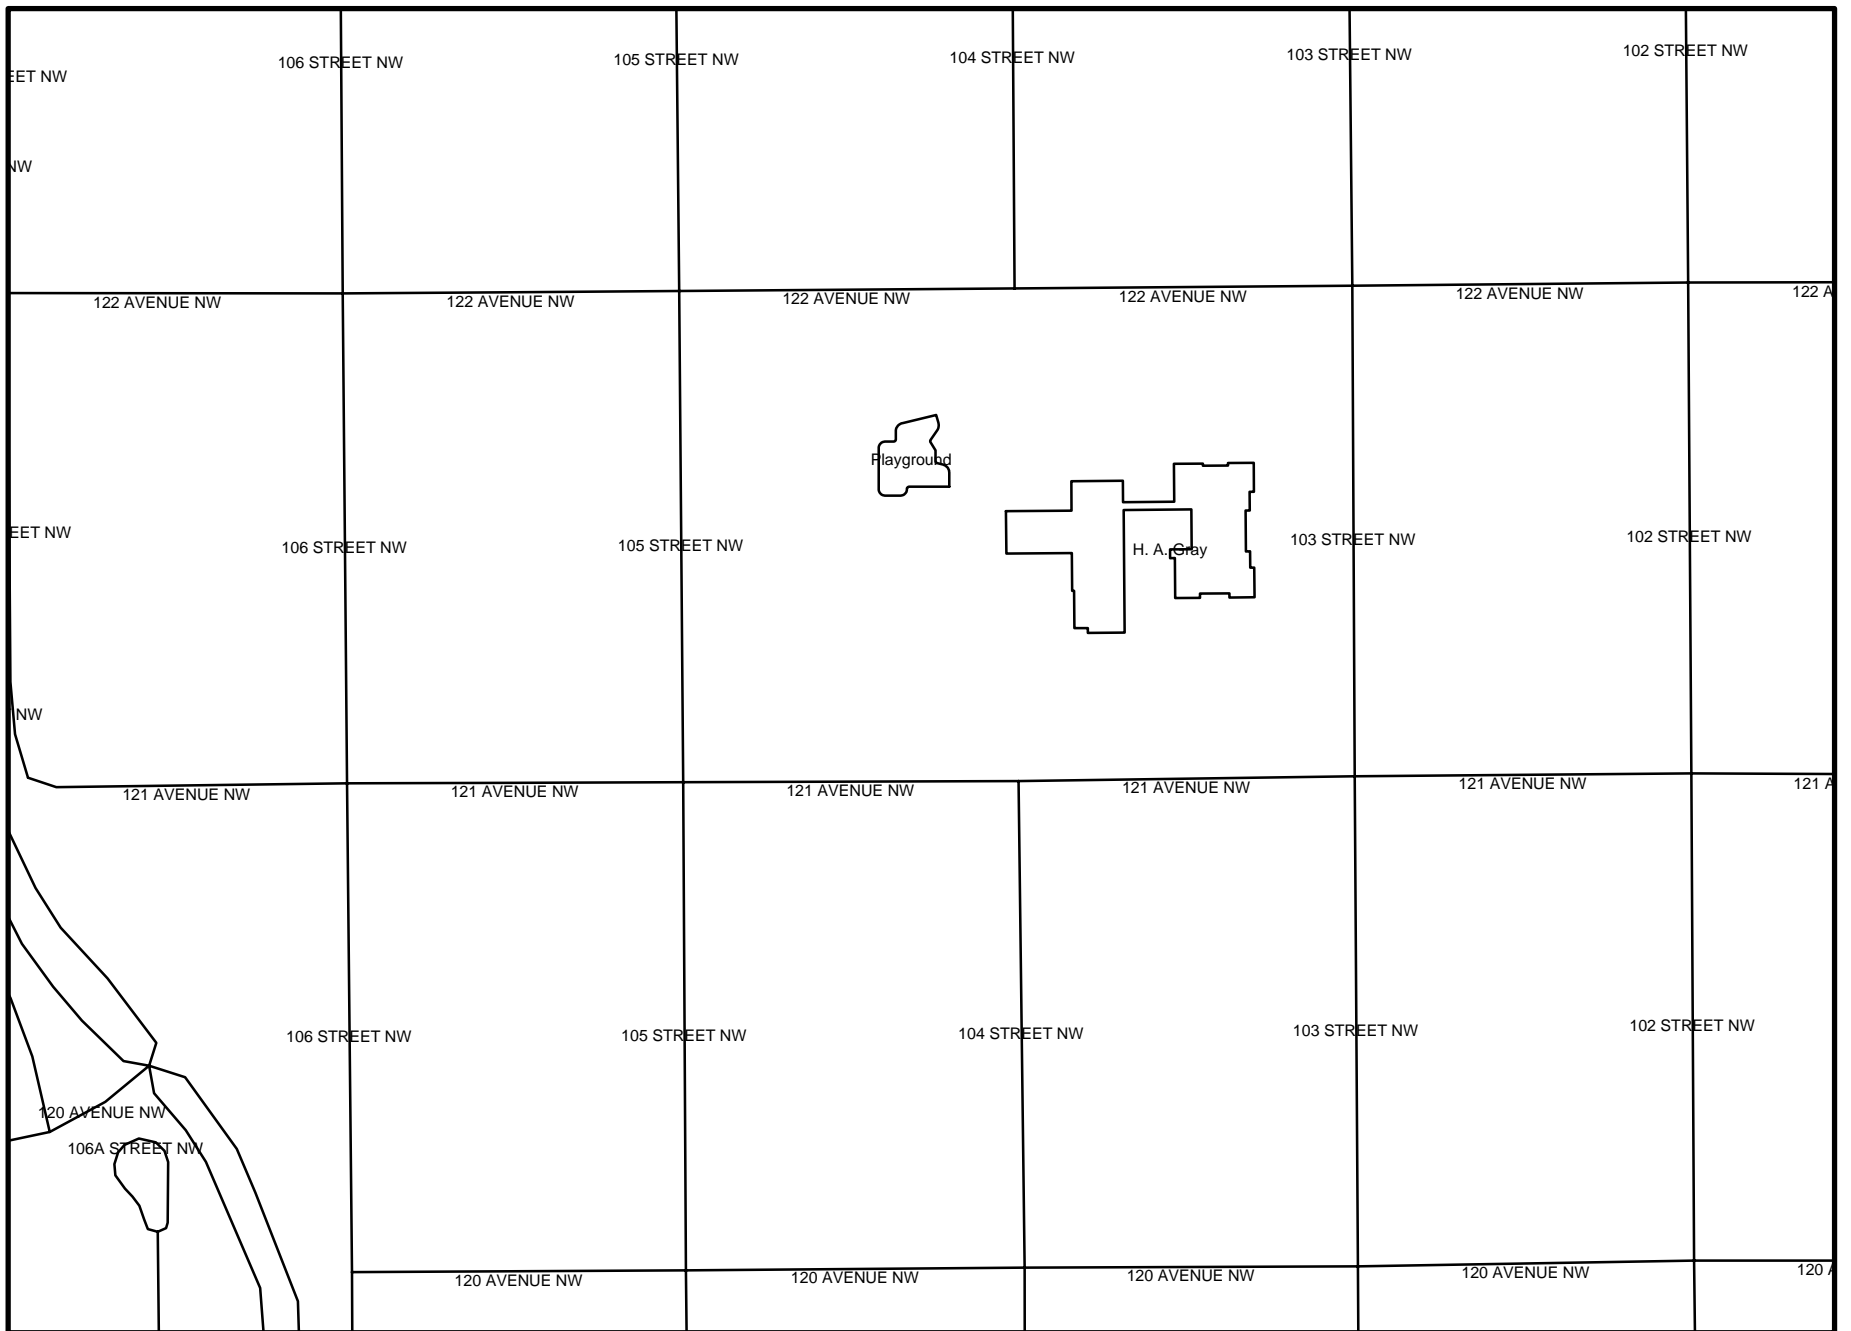 106 STREET NW
105 STREET NW
104 STREET NW
103 STREET NW
102 STREET NW
EET NW
NW
122 AVENUE NW
122 AVENUE NW
122 AVENUE NW
122 AVENUE NW
122 AVENUE NW
122 A
Playground
EET NW
106 STREET NW
105 STREET NW
H. A. Gray
103 STREET NW
102 STREET NW
NW
121 AVENUE NW
121 AVENUE NW
121 AVENUE NW
121 AVENUE NW
121 AVENUE NW
121 A
106 STREET NW
105 STREET NW
104 STREET NW
103 STREET NW
102 STREET NW
120 AVENUE NW
106A STREET NW
120 AVENUE NW
120 AVENUE NW
120 AVENUE NW
120 AVENUE NW
120 A